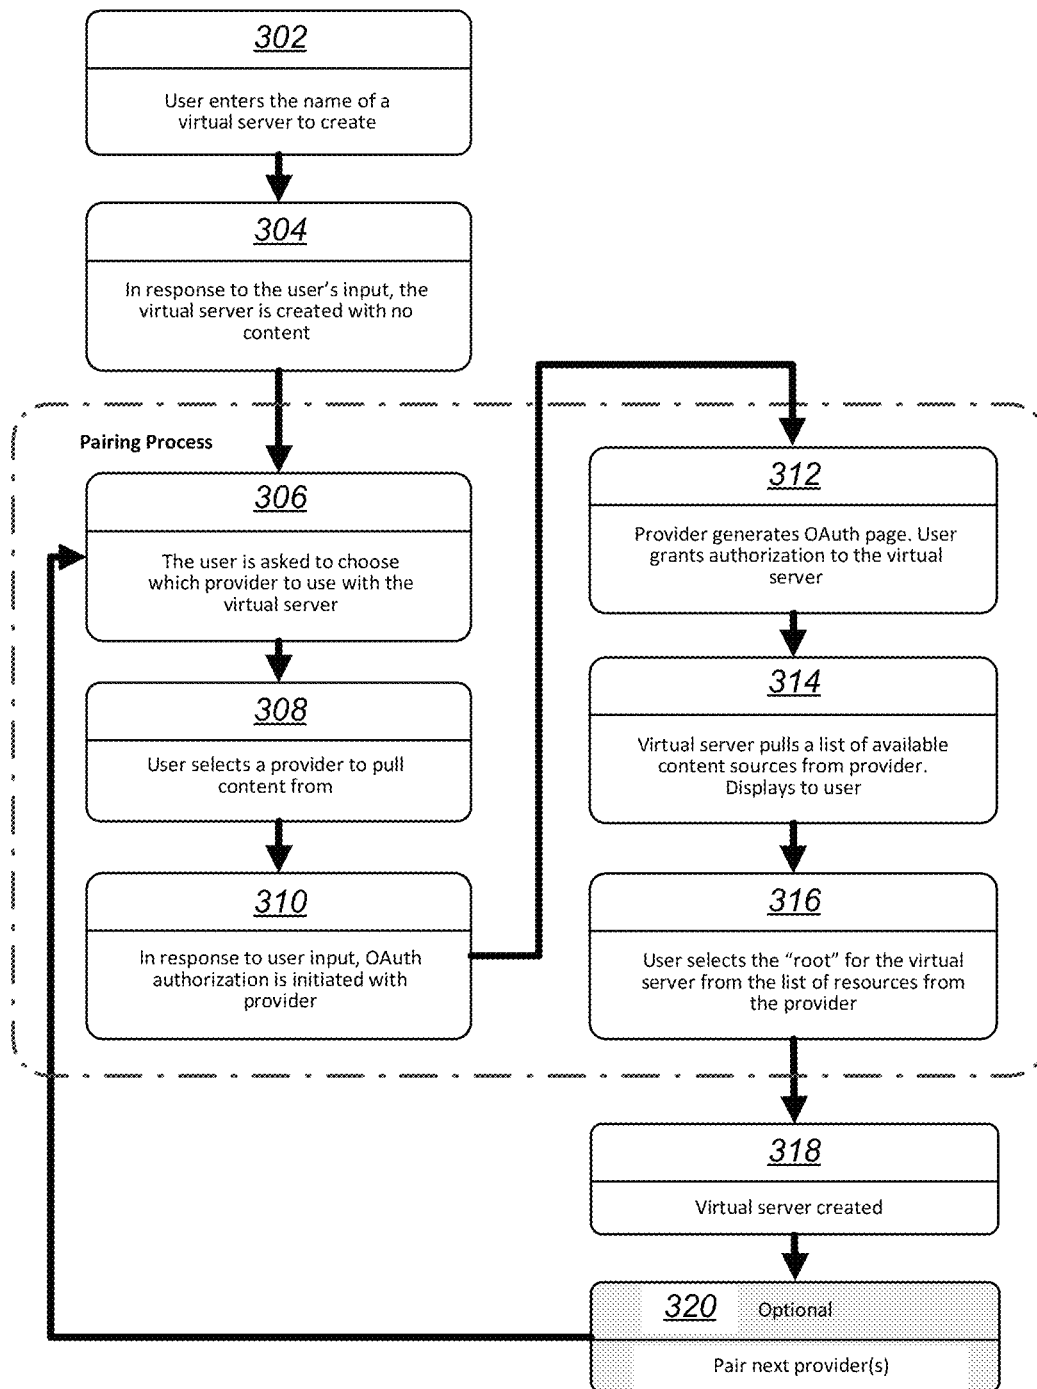 302
User enters the name of a
virtual server to create
304
In response to the user's input, the
virtual server is created with no
content
Pairing Process
306
The user is asked to choose
which provider to use with the
virtual server
308
User selects a provider to pull
content from
310
In response to user input, OAuth
authorization is initiated with
provider
312
Provider generates OAuth page. User
grants authorization to the virtual
server
314
Virtual server pulls a list of available
content sources from provider.
Displays to user
316
User selects the “root” for the virtual
server from the list of resources from
the provider
318
Virtual server created
320 Optional
Pair next provider(s)